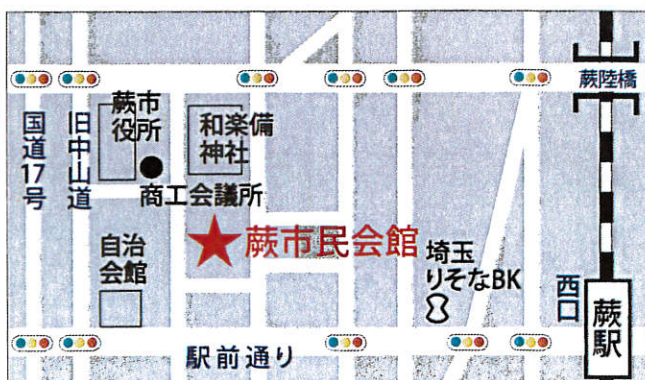 蕨陸橋
国道17号
旧中山道
蕨市
役所
和楽備
神社
商工会議所
蕨市民会館
自治
会館
埼玉
りそなBK
西口
蕨駅
駅前通り